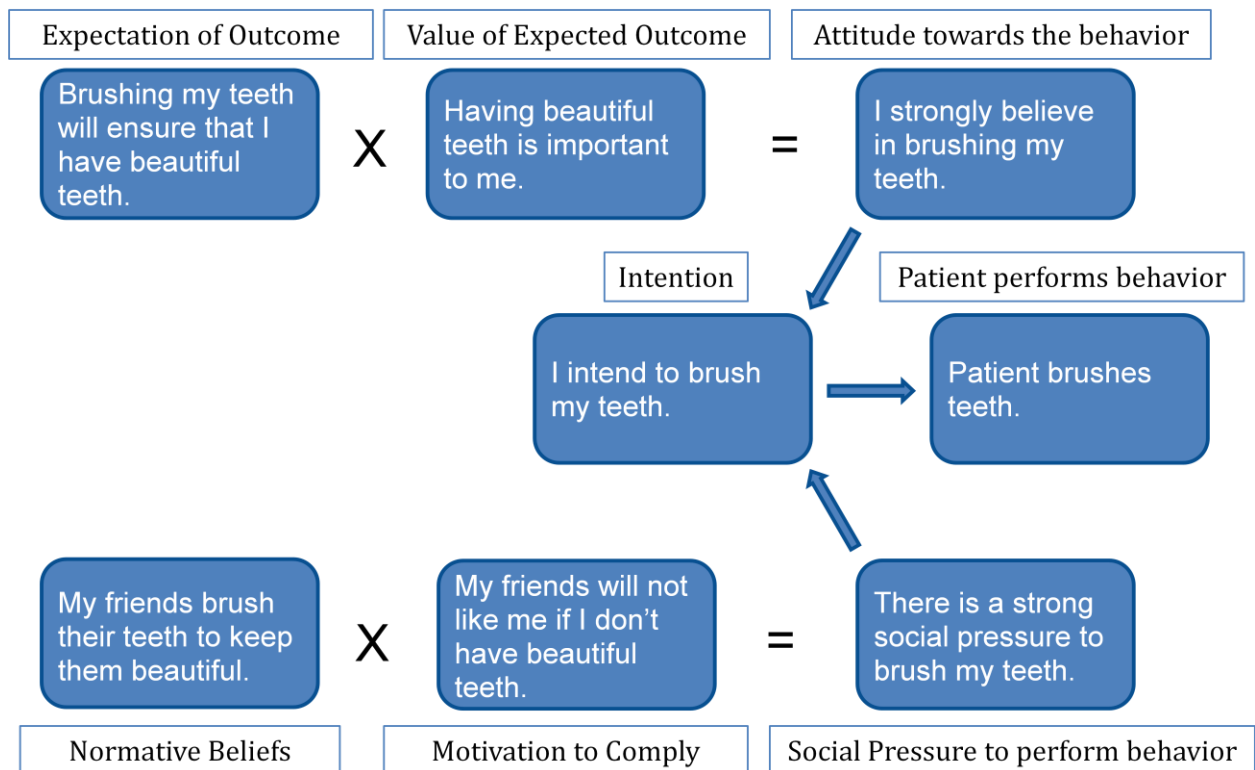 Expectation of Outcome
Value of Expected Outcome
Attitude towards the behavior
Brushing my teeth
will ensure that I
have beautiful
teeth.
X
Having beautiful
teeth is important
to me.
=
I strongly believe
in brushing my
teeth.
Intention
Patient performs behavior
I intend to brush
my teeth.
Patient brushes
teeth.
My friends brush
their teeth to keep
them beautiful.
X
My friends will not
like me if I don’t
have beautiful
teeth.
=
There is a strong
social pressure to
brush my teeth.
Normative Beliefs
Motivation to Comply
Social Pressure to perform behavior